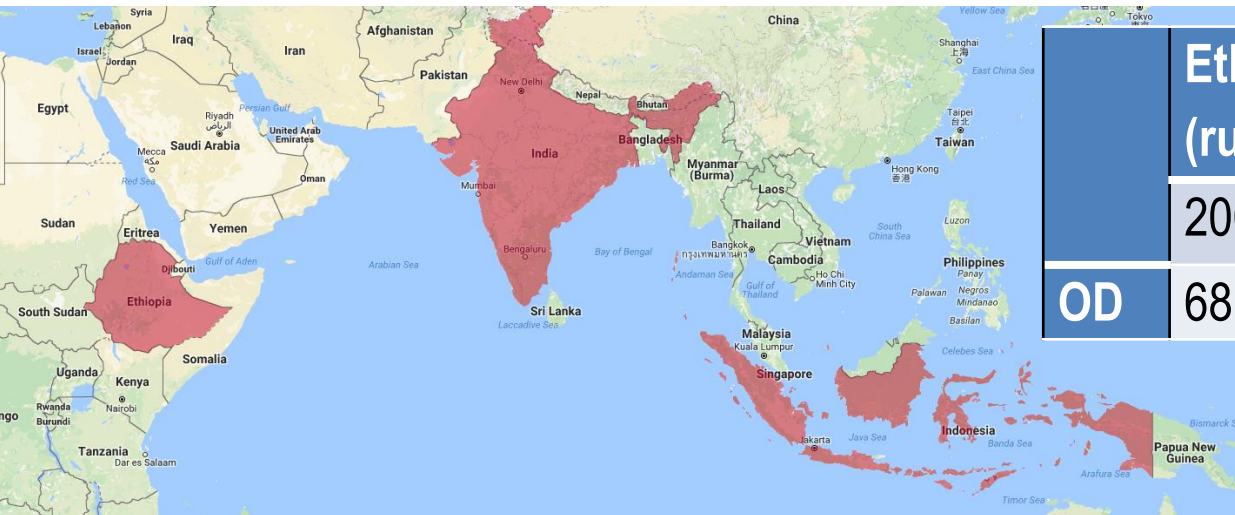 Syria
Lebanon
Israel
Jordan
Iraq
Iran
Afghanistan
Pakistan
China
Yellow Sea
Tokyo
Shanghai
上海
East China Sea
Egypt
Riyadh
الرياض
Persian Gulf
United Arab
Emirates
Mecca
مكة
Saudi Arabia
Red Sea
Oman
New Delhi
Nepal
Bhutan
India
Bangladesh
Mumbai
Bengaluru
Myanmar
(Burma)
Laos
Taipei
台北
Taiwan
Hong Kong
香港
Sudan
Eritrea
Yemen
Gulf of Aden
Djibouti
Ethiopia
South Sudan
Somalia
Arabian Sea
Bay of Bengal
Sri Lanka
Laccadive Sea
Thailand
Bangkok
กรุงเทพมหานคร
Vietnam
Cambodia
Ho Chi
Minh City
Andaman Sea
Gulf of
Thailand
South
China Sea
Luzon
Philippines
Panay
Negros
Palawan
Mindanao
Basilan
Malaysia
Kuala Lumpur
Singapore
Celebes Sea
Uganda
Kenya
Nairobi
Rwanda
Burundi
Tanzania
Dar es Salaam
Jakarta
Java Sea
Indonesia
Banda Sea
Papua New
Guinea
Arafura Sea
Timor Sea
(ru
OD
68